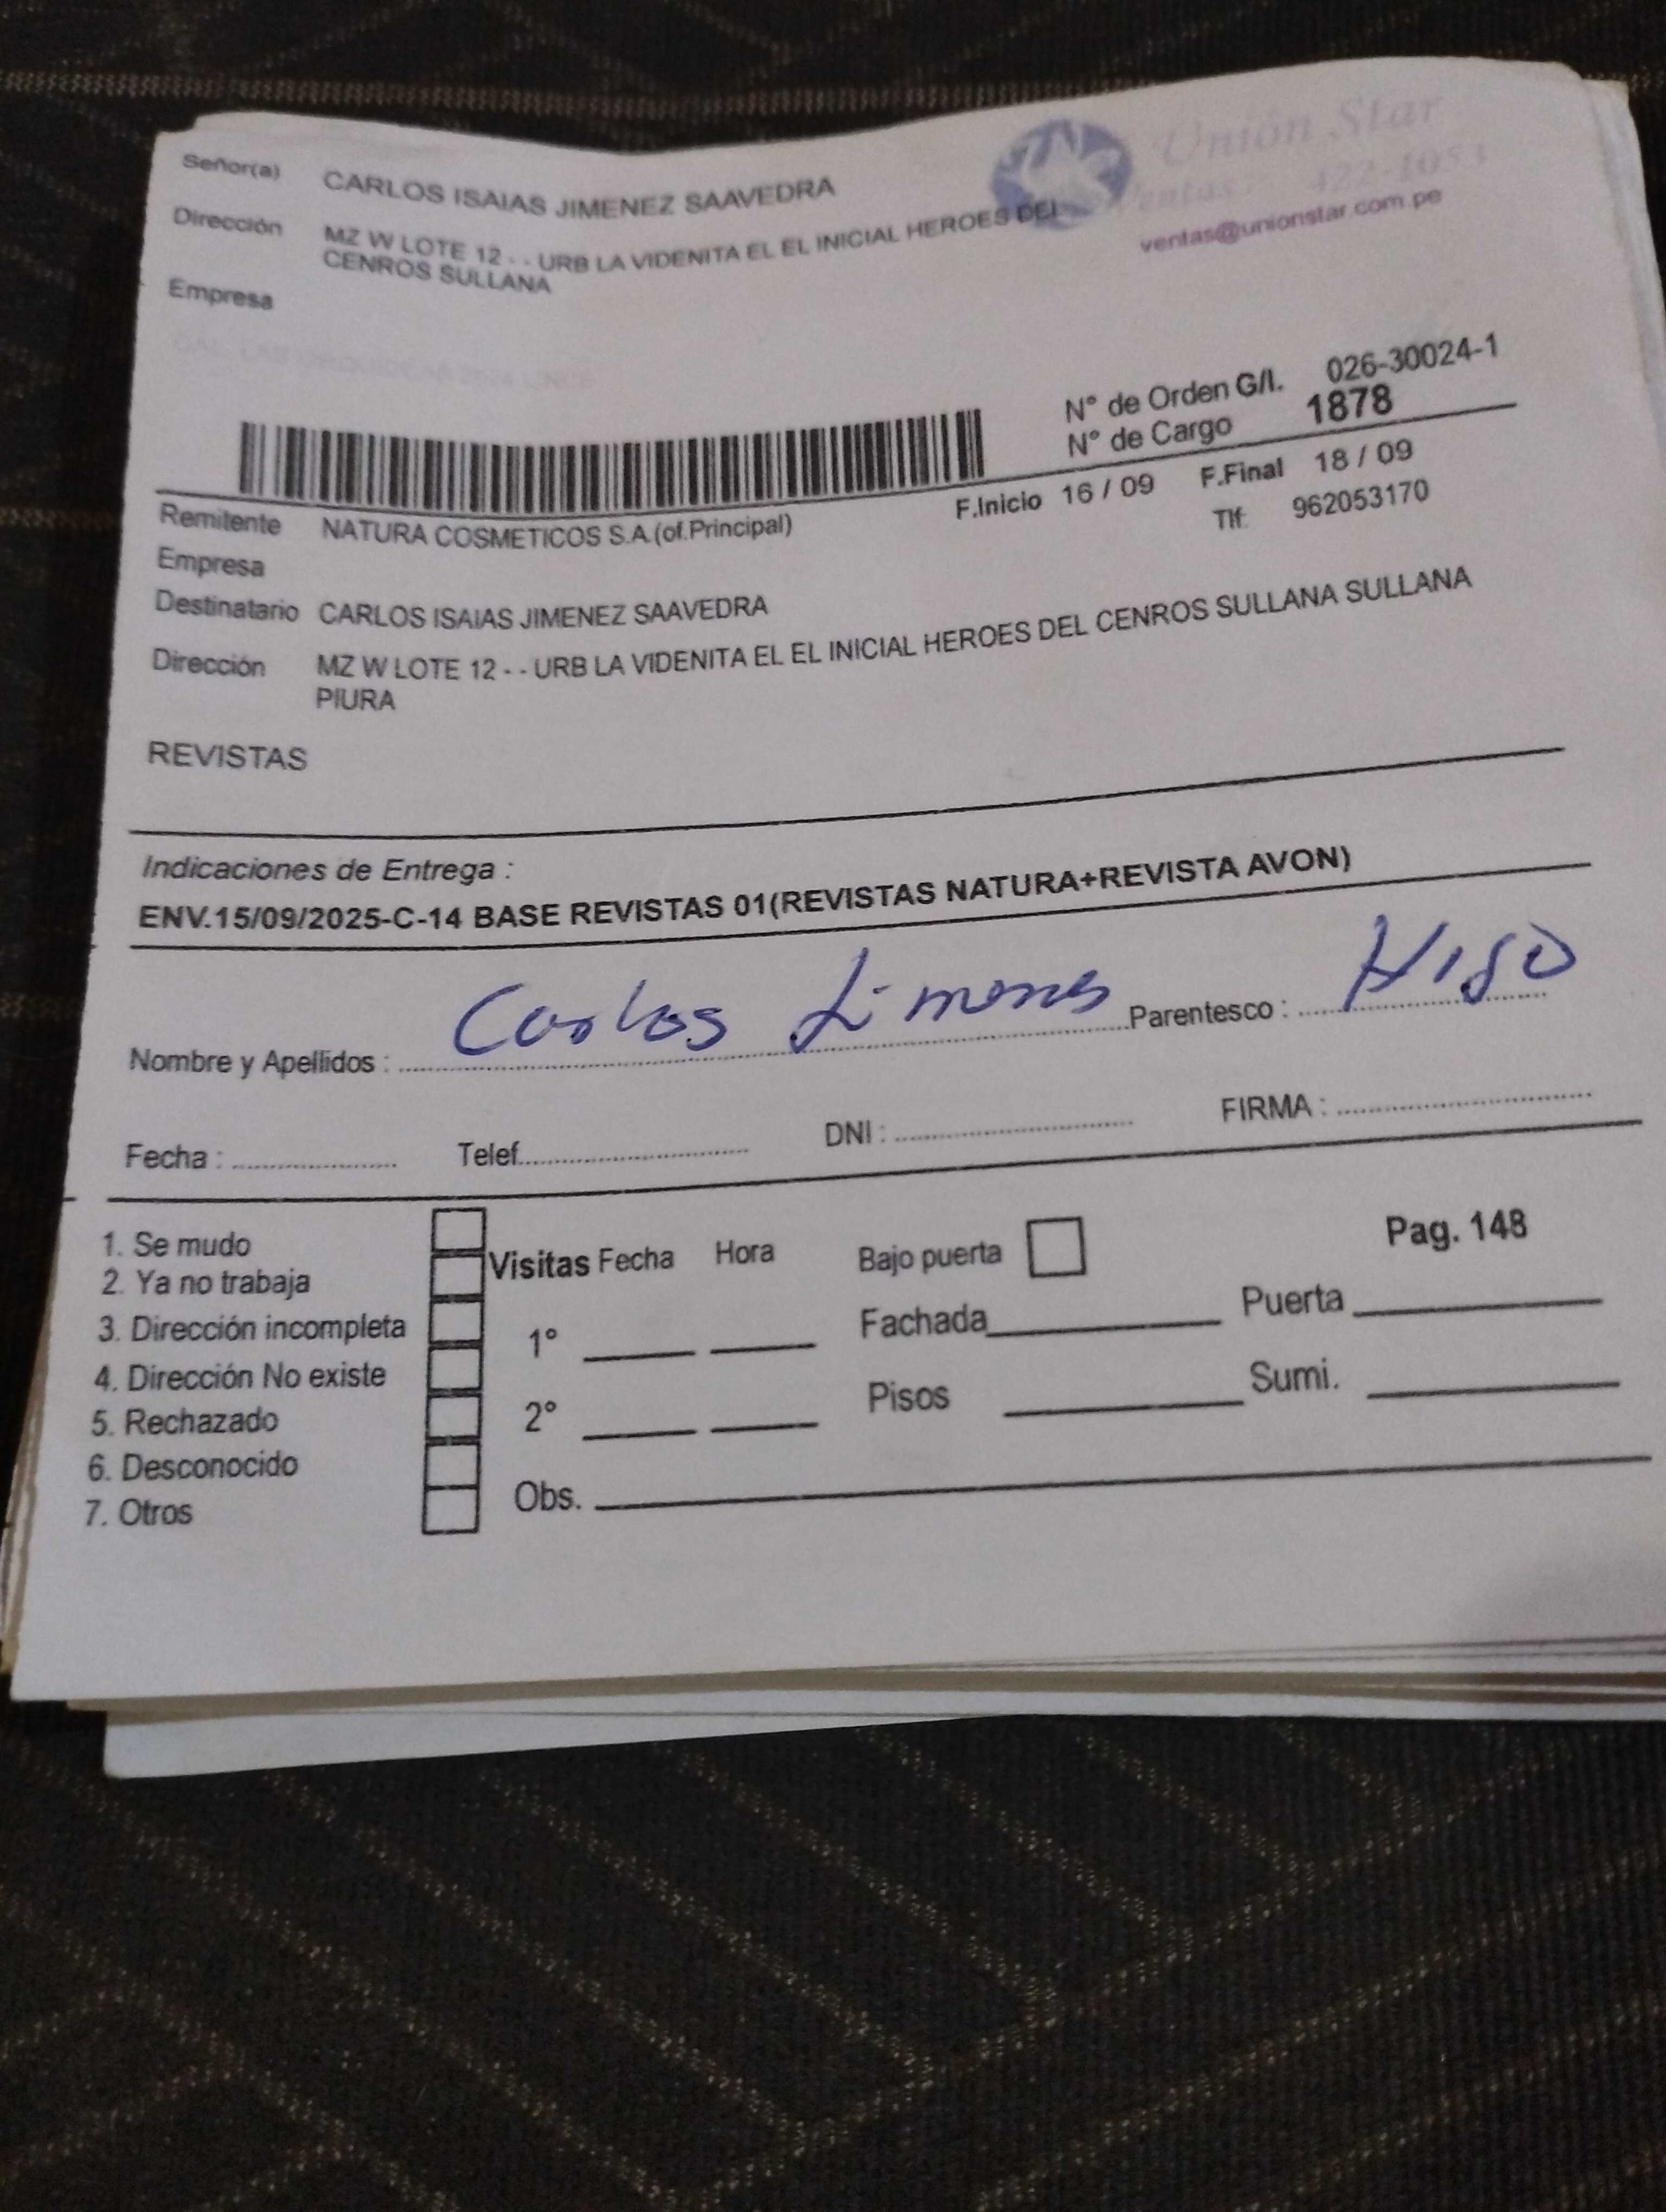 Unión Star
Ventas 422-1053
ventas@unionstar.com.pe
Señor(a) CARLOS ISAIAS JIMENEZ SAAVEDRA
Dirección MZ W LOTE 12 - - URB LA VIDENITA EL EL INICIAL HEROES DEL
CENROS SULLANA
Empresa
N° de Orden G/I. 026-30024-1
N° de Cargo 1878
F.Inicio 16 / 09 F.Final 18 / 09
Remitente NATURA COSMETICOS S.A.(of.Principal) Tlf. 962053170
Empresa
Destinatario CARLOS ISAIAS JIMENEZ SAAVEDRA
Dirección MZ W LOTE 12 - - URB LA VIDENITA EL EL INICIAL HEROES DEL CENROS SULLANA SULLANA
PIURA
REVISTAS
Indicaciones de Entrega :
ENV.15/09/2025-C-14 BASE REVISTAS 01(REVISTAS NATURA+REVISTA AVON)
Nombre y Apellidos : Carlos Jimenes Parentesco : HIJO
Fecha : Telef. DNI : FIRMA :
1. Se mudo
2. Ya no trabaja
3. Dirección incompleta
4. Dirección No existe
5. Rechazado
6. Desconocido
7. Otros
Visitas Fecha Hora
1°
2°
Obs.
Bajo puerta Pag. 148
Fachada Puerta
Pisos Sumi.